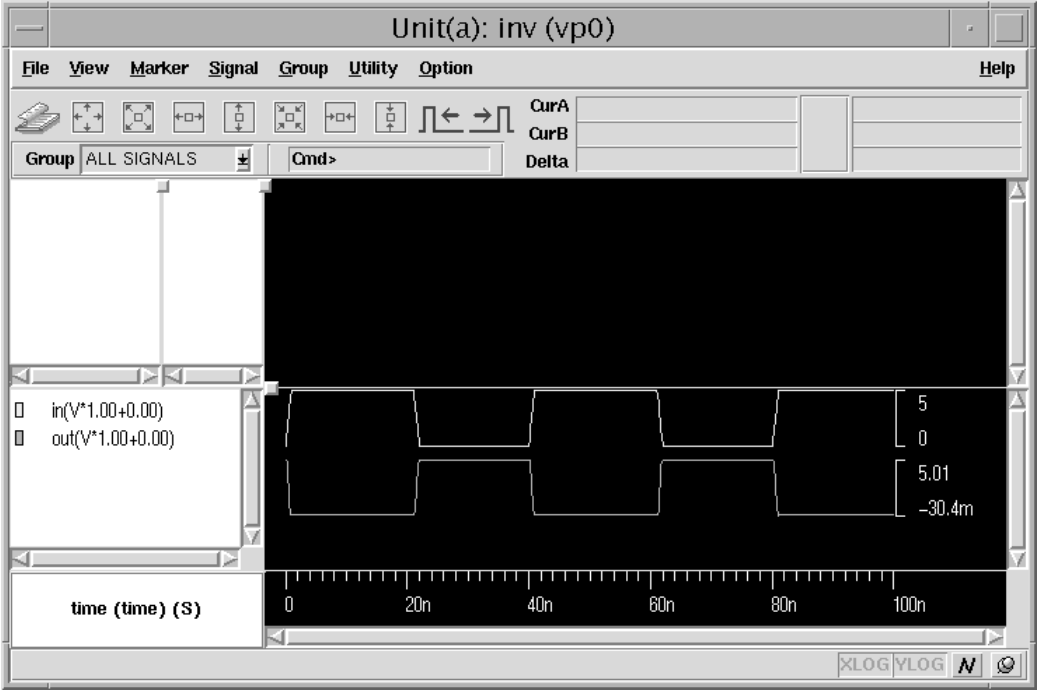 Unit(a): inv (vp0)
File View Marker Signal Group Utility Option Help
CurA
CurB
Group ALL SIGNALS Cmd> Delta
in(V*1.00+0.00)
out(V*1.00+0.00)
5
0
5.01
-30.4m
time (time) (S)
0 20n 40n 60n 80n 100n
XLOG YLOG N